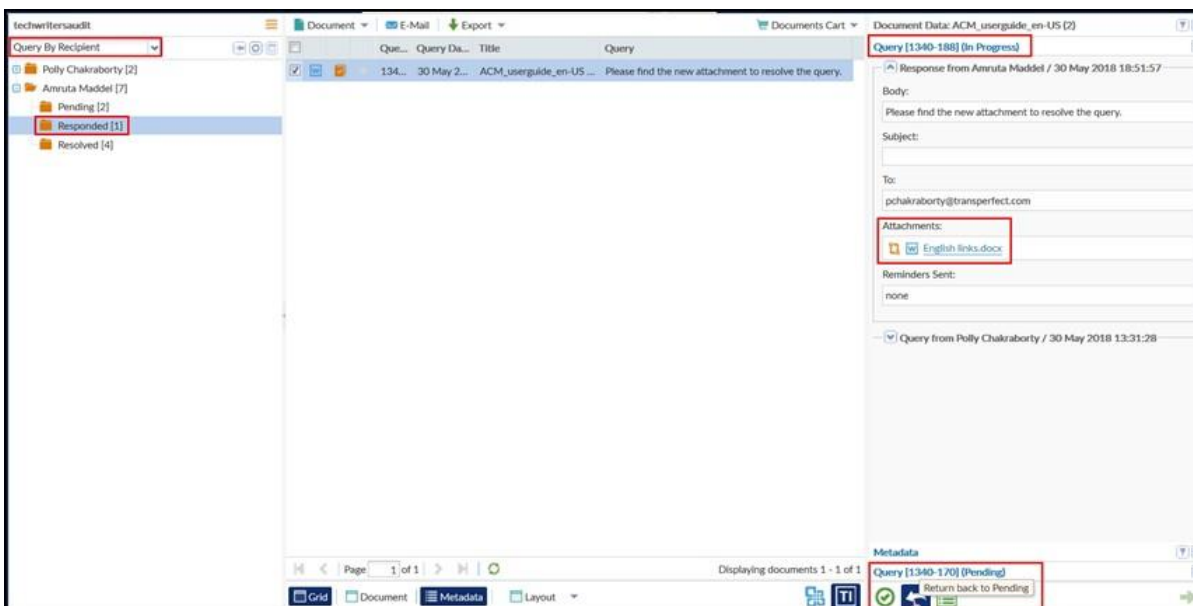 techwritersaudit
Document
E-Mail
Export
Documents Cart
Document Data: ACM_userguide_en-US (2)
Query By Recipient
Polly Chakraborty [2]
Amruta Maddel [7]
Pending [2]
Responded [1]
Resolved [4]
Que... Query Da... Title Query
134... 30 May 2... ACM_userguide_en-US ... Please find the new attachment to resolve the query.
Query [1340-188] (In Progress)
Response from Amruta Maddel / 30 May 2018 18:51:57
Body:
Please find the new attachment to resolve the query.
Subject:
To:
pchakraborty@transperfect.com
Attachments:
English links.docx
Reminders Sent:
none
Query from Polly Chakraborty / 30 May 2018 13:31:28
Metadata
Query [1340-170] (Pending)
Return back to Pending
Page 1 of 1
Displaying documents 1 - 1 of 1
Grid
Document
Metadata
Layout
TI